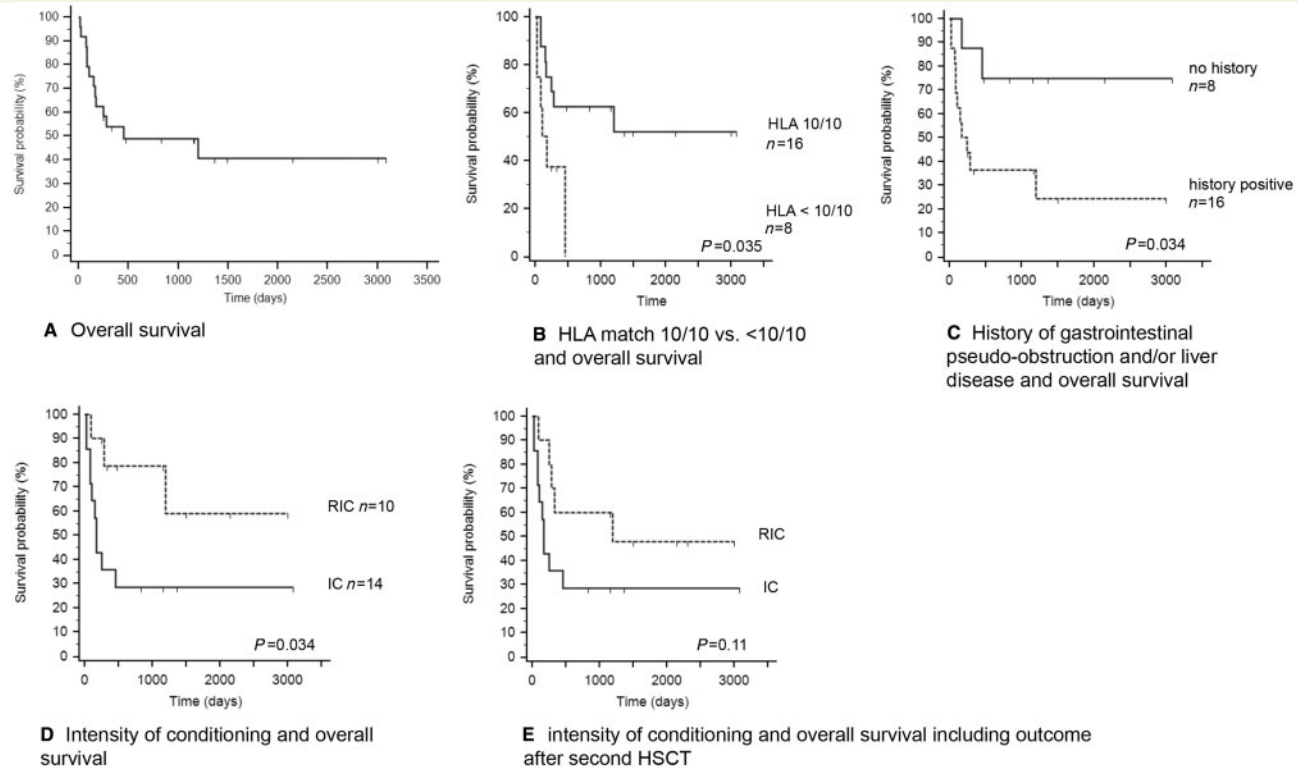 Survival probability (%)
100
90
80
70
60
50
40
30
20
10
0
0 500 1000 1500 2000 2500 3000 3500
Time (days)
A Overall survival
Survival probability (%)
100
80
60
40
20
0
HLA 10/10
n=16
HLA < 10/10
n=8
P=0.035
0 1000 2000 3000
Time
B HLA match 10/10 vs. <10/10
and overall survival
Survival probability (%)
100
90
80
70
60
50
40
30
20
10
0
no history
n=8
history positive
n=16
P=0.034
0 1000 2000 3000
Time (days)
C History of gastrointestinal
pseudo-obstruction and/or liver
disease and overall survival
Survival probability (%)
100
90
80
70
60
50
40
30
20
10
0
RIC n=10
IC n=14
P=0.034
0 1000 2000 3000
Time (days)
D Intensity of conditioning and overall
survival
Survival probability (%)
100
90
80
70
60
50
40
30
20
10
0
RIC
IC
P=0.11
0 1000 2000 3000
Time (days)
E intensity of conditioning and overall survival including outcome
after second HSCT